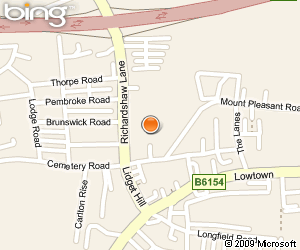 bing
Thorpe Road
Pembroke Road
Brunswick Road
Lodge Road
Cemetery Road
Carlton Rise
Richardshaw Lane
Lidget Hill
Mount Pleasant Roa
The Lanes
B6154
Lowtown
Longfield Road
© 2009 Microsoft